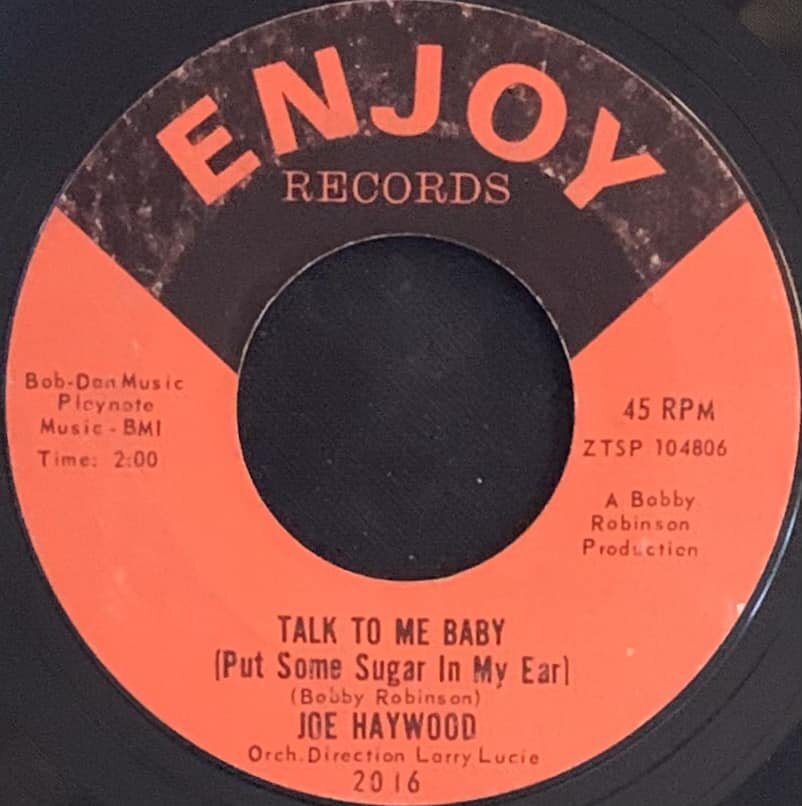 ENJOY
RECORDS
Bob-Dan Music
Playnote
Music - BMI
Time: 2:00
45 RPM
ZTSP 104806
A Bobby
Robinson
Production
TALK TO ME BABY
(Put Some Sugar In My Ear)
(Bobby Robinson)
JOE HAYWOOD
Orch. Direction Larry Lucie
2016